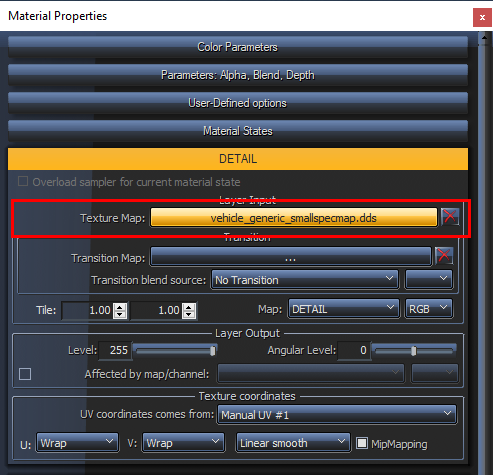 Material Properties
x
Color Parameters
Parameters: Alpha, Blend, Depth
User-Defined options
Material States
DETAIL
Overload sampler for current material state
Layer Input
Texture Map: vehicle_generic_smallspecmap.dds
Transition
Transition Map: ...
Transition blend source: No Transition
Tile: 1.00 1.00 Map: DETAIL RGB
Layer Output
Level: 255 Angular Level: 0
Affected by map/channel:
Texture coordinates
UV coordinates comes from: Manual UV #1
U: Wrap V: Wrap Linear smooth MipMapping